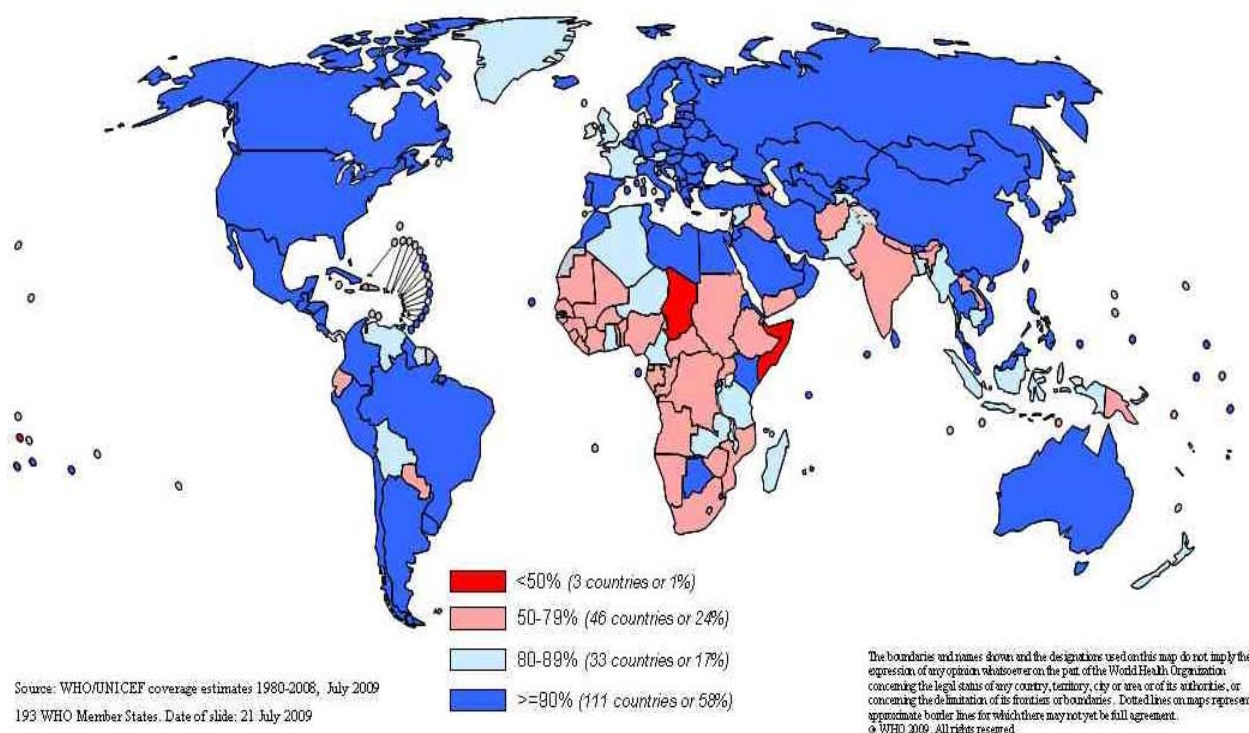 <50% (3 countries or 1%)
50-79% (46 countries or 24%)
80-89% (33 countries or 17%)
>=90% (111 countries or 58%)
Source: WHO/UNICEF coverage estimates 1980-2008, July 2009
193 WHO Member States. Date of slide: 21 July 2009
The boundaries and names shown and the designations used on this map do not imply the
expression of any opinion whatsoever on the part of the World Health Organization
concerning the legal status of any country, territory, city or area or of its authorities, or
concerning the delimitation of its frontiers or boundaries. Dotted lines on maps represen
approximate border lines for which there may not yet be full agreement.
© WHO 2009. All rights reserved